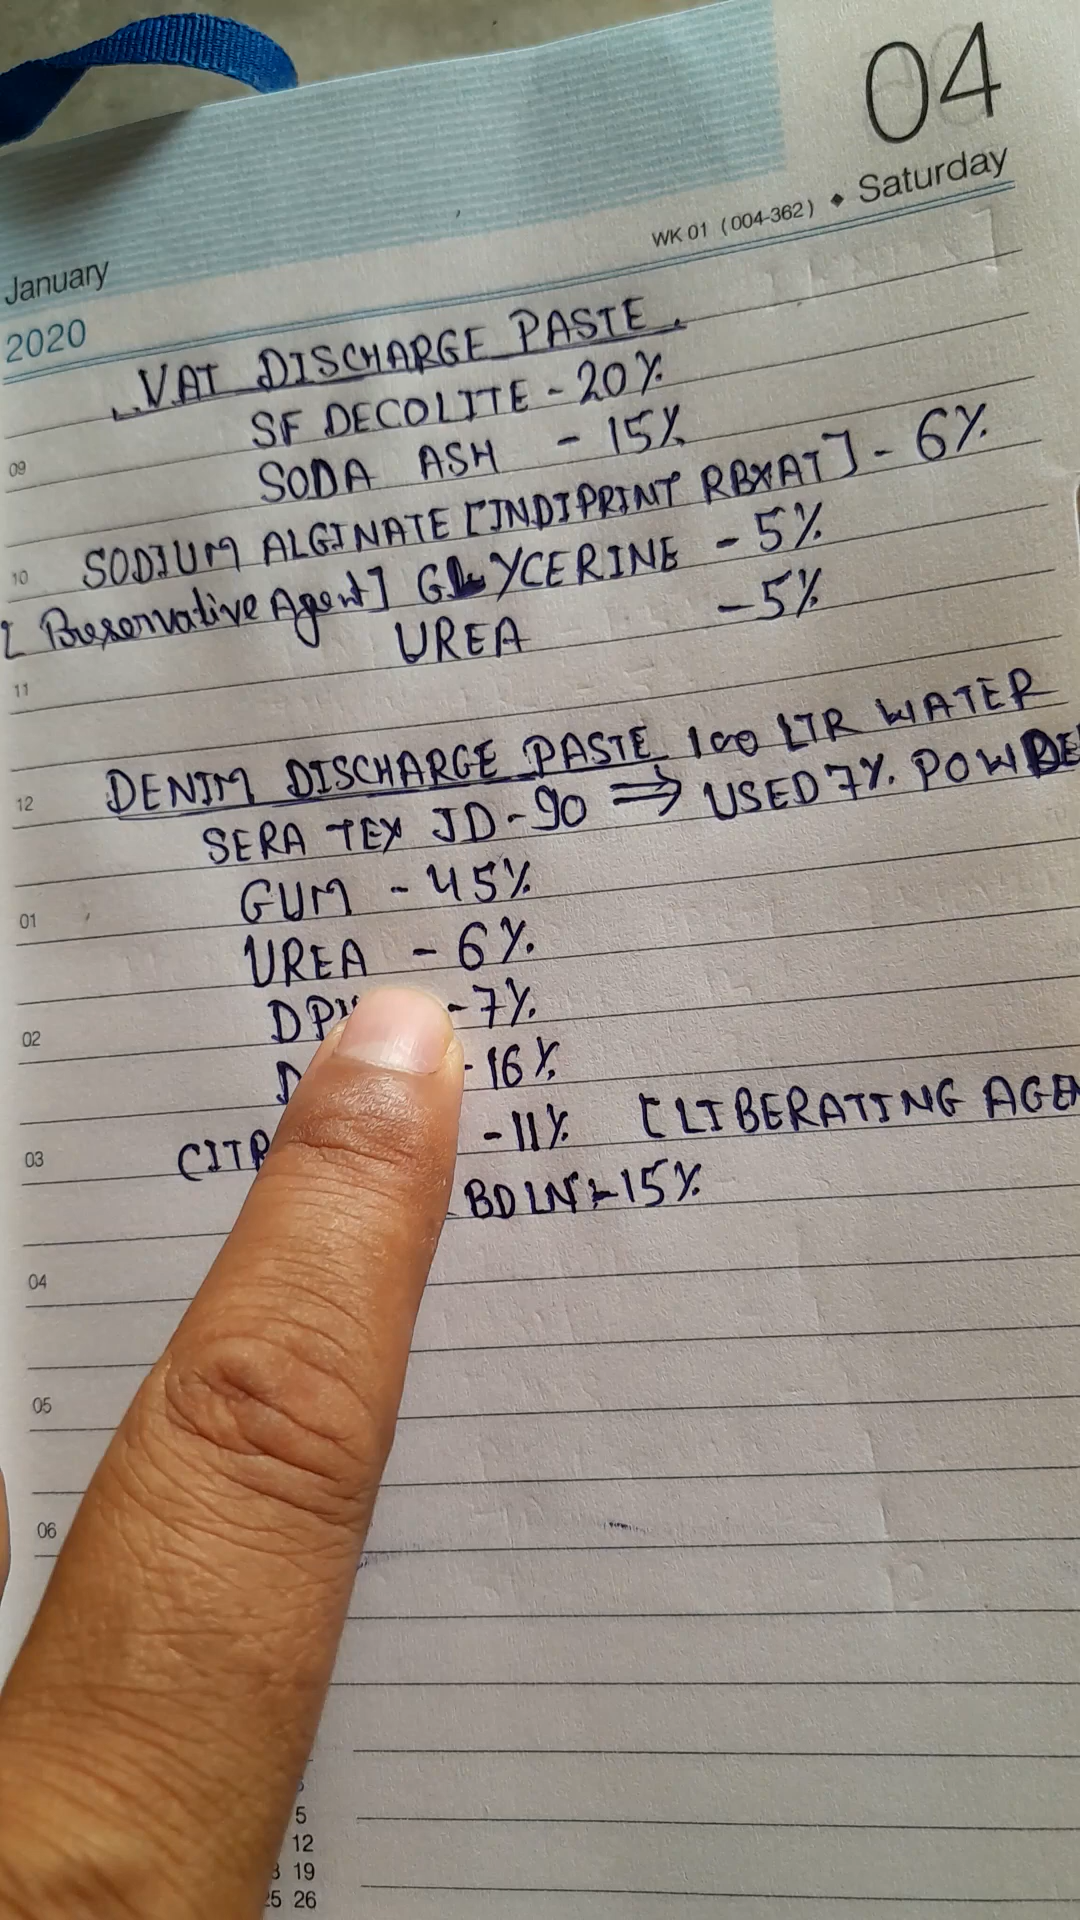 04
Saturday
WK 01 (004-362)
January
2020
VAT DISCHARGE PASTE
SF DECOLITE - 20%
09
SODA ASH - 15%
SODIUM ALGINATE [INDIPRINT RBXAT] - 6%
10
[Preservative Agent] GLYCERINE - 5%
UREA - 5%
11
DENIM DISCHARGE PASTE 100 LTR WATER
12
SERA TEX JD-90 ⇒ USED 7% POWDE
GUM - 45%
01
UREA - 6%
-7%
02
-16%
-11% [LIBERATING AGEN
03
BDLN - 15%
04
05
06
5
12
19
26